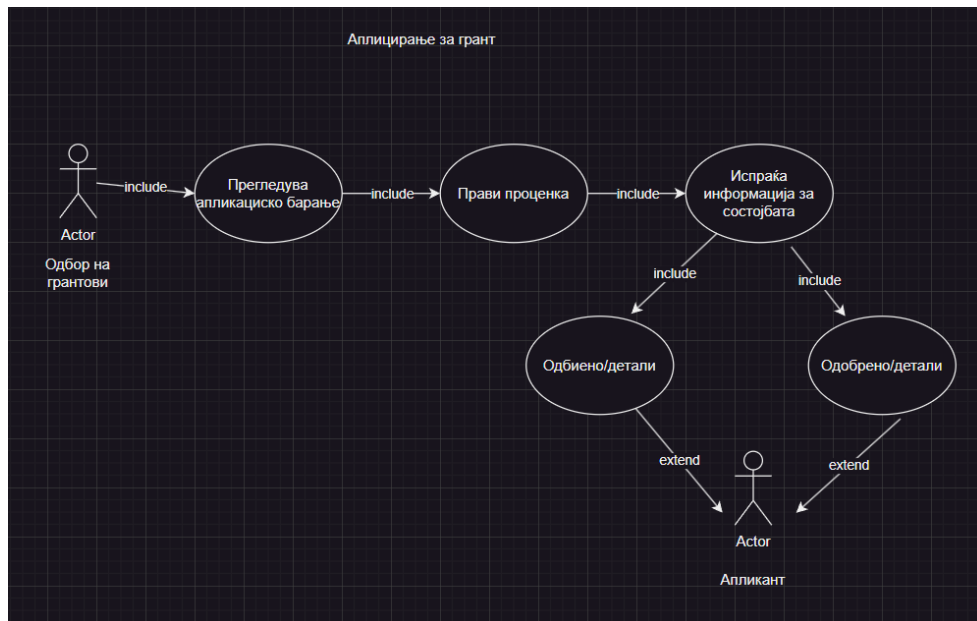 Аплицирање за грант
include
Прегледува
апликациско барање
include
Прави проценка
include
Испраќа
информација за
состојбата
Actor
Одбор на
грантови
include
include
Одбиено/детали
Одобрено/детали
extend
extend
Actor
Апликант